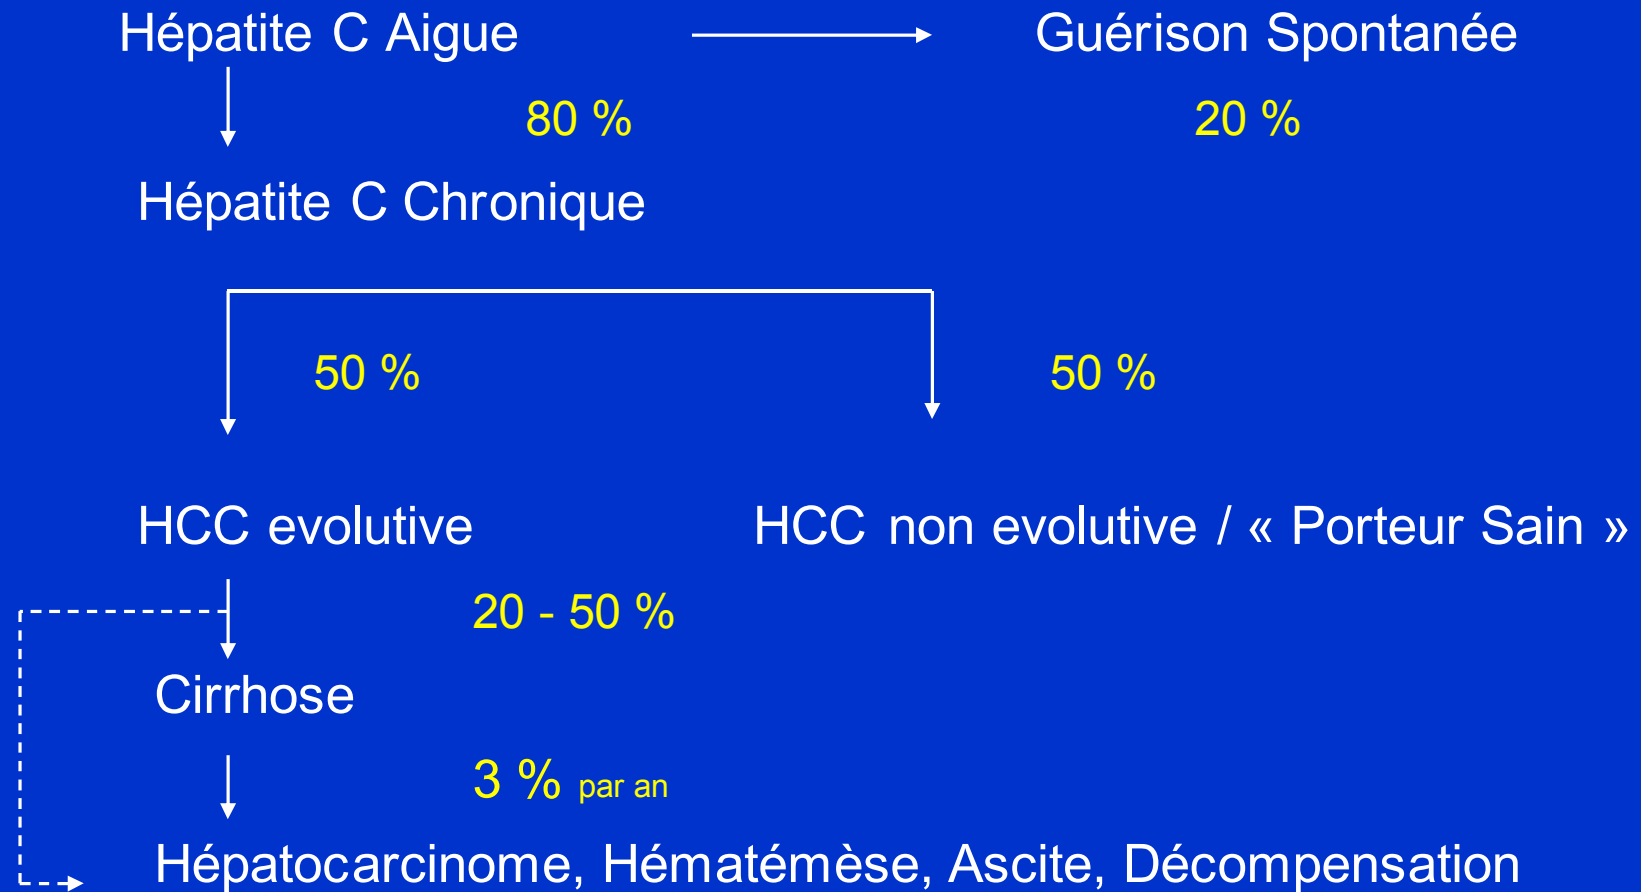 Hépatite C Aigue Guérison Spontanée
80 % 20 %
Hépatite C Chronique
50 % 50 %
HCC evolutive HCC non evolutive / « Porteur Sain »
20 - 50 %
Cirrhose
3 % par an
Hépatocarcinome, Hématémèse, Ascite, Décompensation